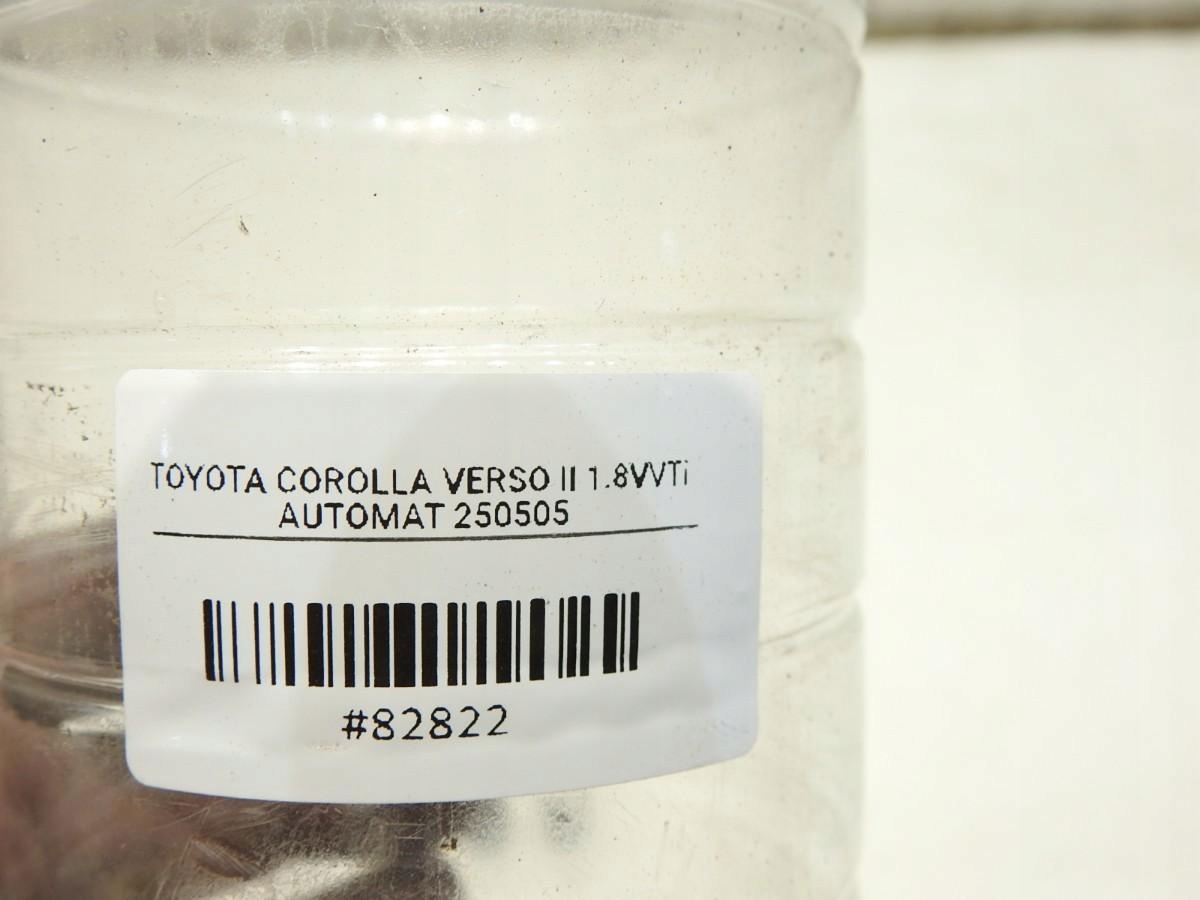 TOYOTA COROLLA VERSO II 1.8VVTi
AUTOMAT 250505
#82822